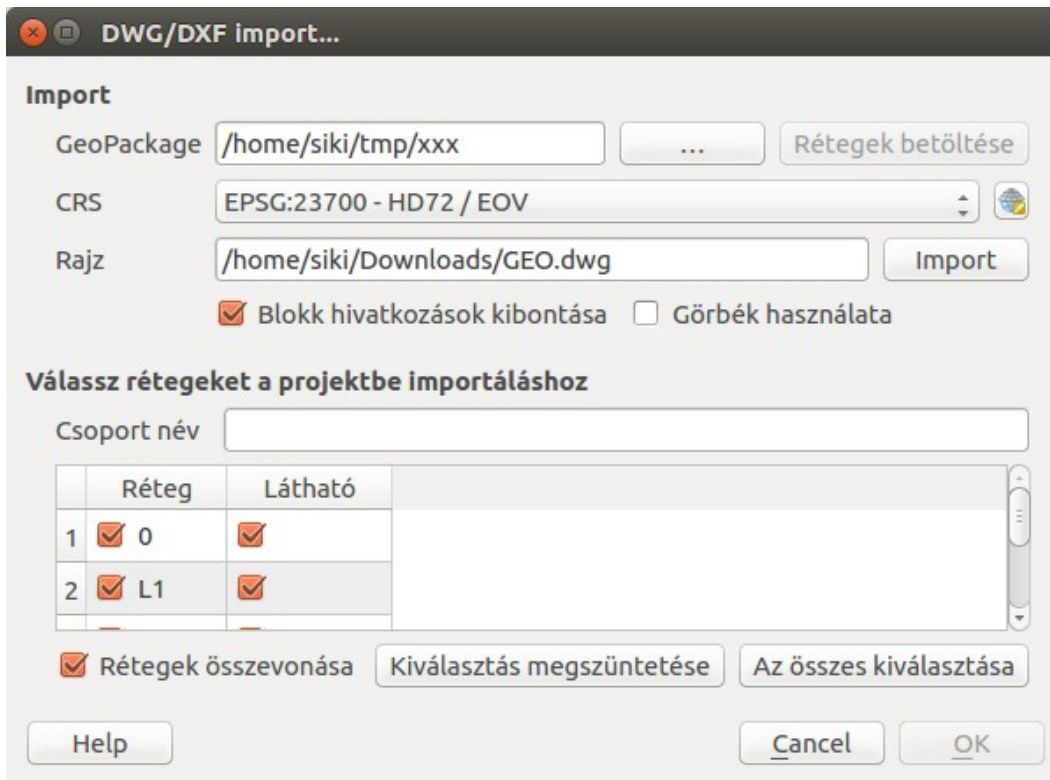 DWG/DXF import...
Import
GeoPackage /home/siki/tmp/xxx ... Rétegek betöltése
CRS EPSG:23700 - HD72 / EOV
Rajz /home/siki/Downloads/GEO.dwg Import
Blokk hivatkozások kibontása Görbék használata
Válassz rétegeket a projektbe importáláshoz
Csoport név
Réteg Látható
1 0
2 L1
Rétegek összevonása Kiválasztás megszüntetése Az összes kiválasztása
Help Cancel OK